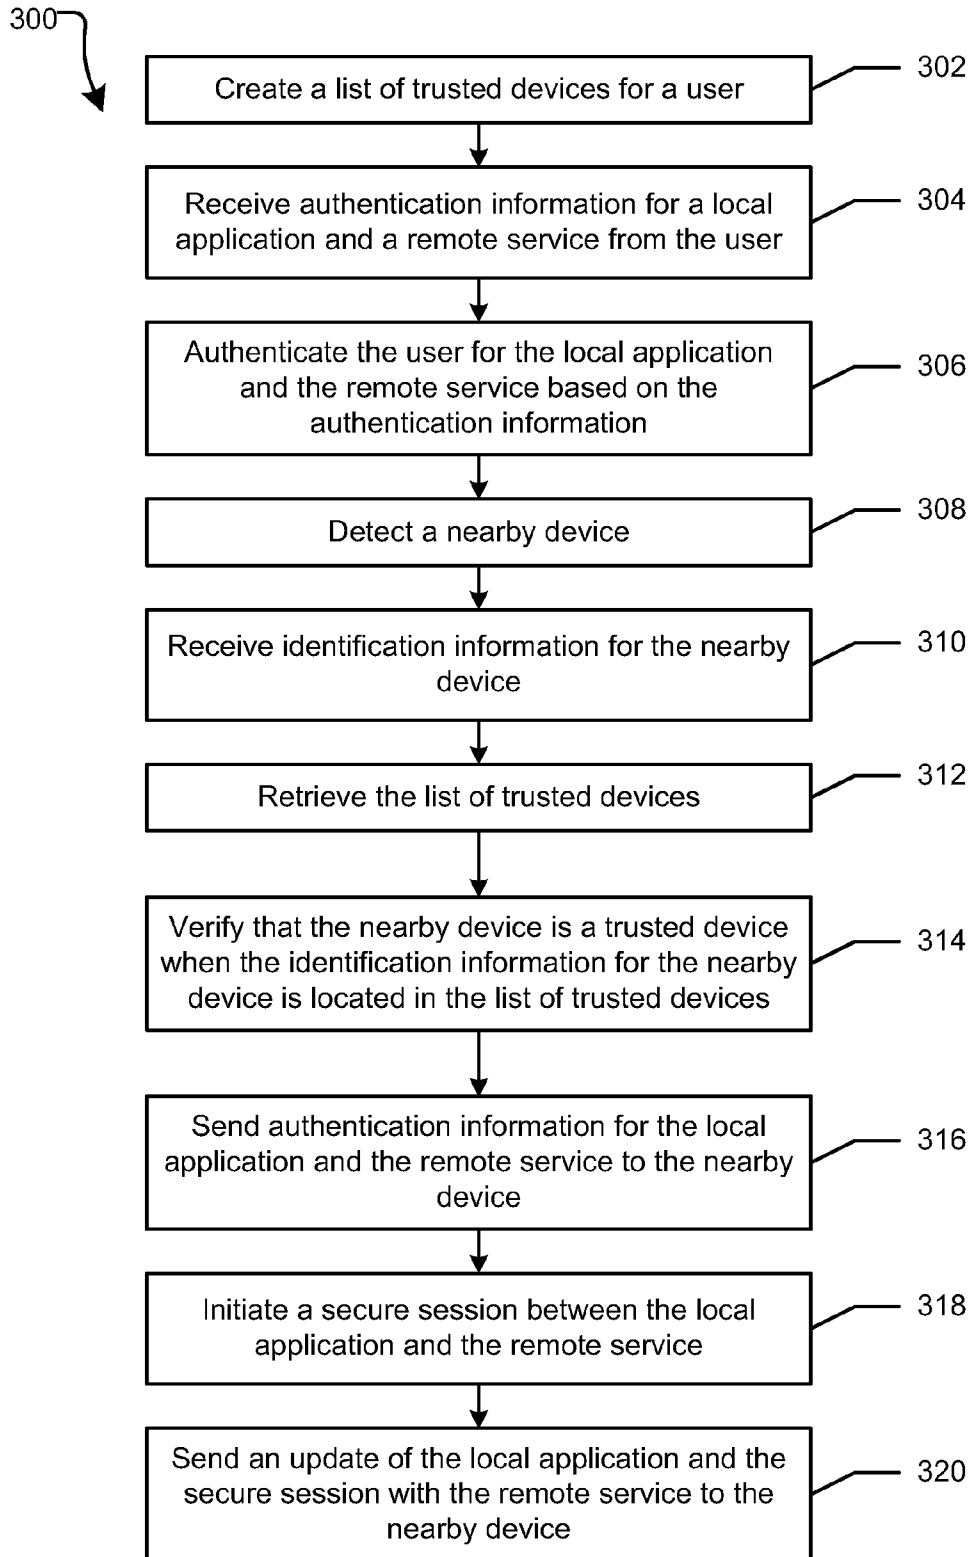 300
Create a list of trusted devices for a user
302
Receive authentication information for a local
application and a remote service from the user
304
Authenticate the user for the local application
and the remote service based on the
authentication information
306
Detect a nearby device
308
Receive identification information for the nearby
device
310
Retrieve the list of trusted devices
312
Verify that the nearby device is a trusted device
when the identification information for the nearby
device is located in the list of trusted devices
314
Send authentication information for the local
application and the remote service to the nearby
device
316
Initiate a secure session between the local
application and the remote service
318
Send an update of the local application and the
secure session with the remote service to the
nearby device
320